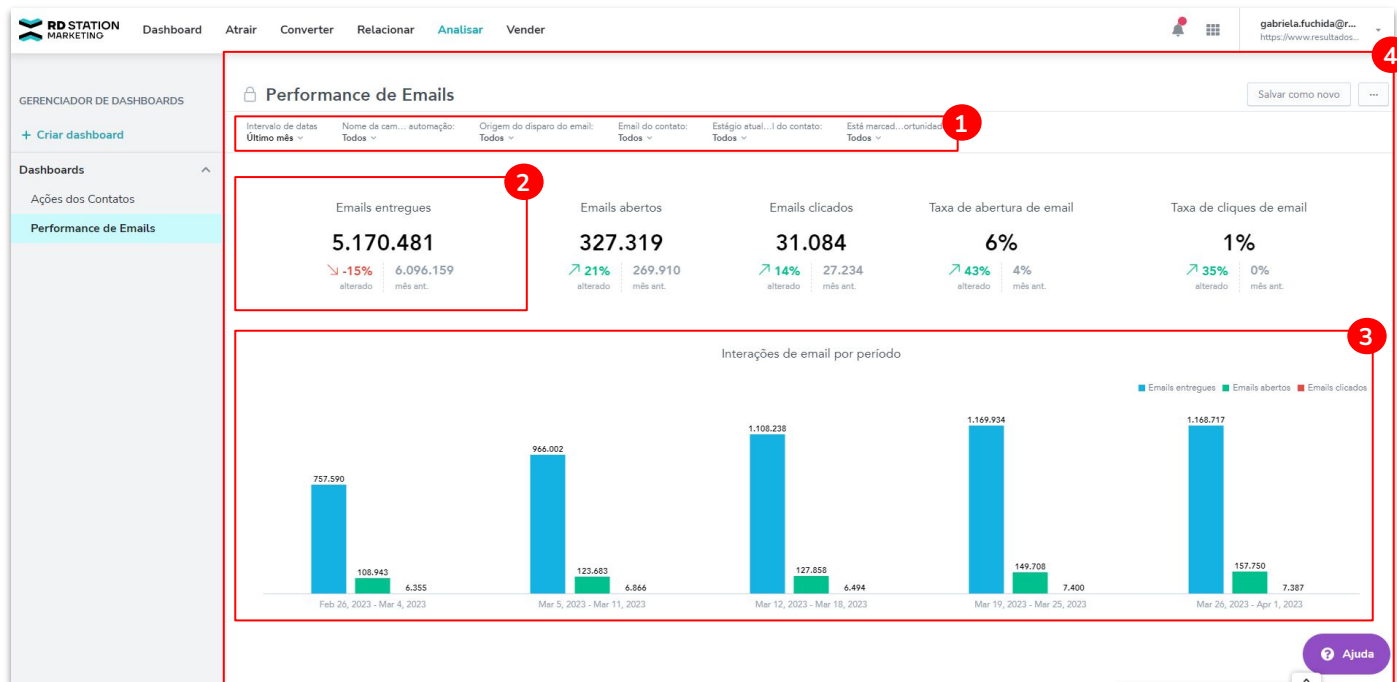 RD STATION
MARKETING
Dashboard Atrair Converter Relacionar Analisar Vender
gabriela.fuchida@r...
https://www.resultados...
4
GERENCIADOR DE DASHBOARDS
+ Criar dashboard
Dashboards
Ações dos Contatos
Performance de Emails
Performance de Emails
Salvar como novo ...
Intervalo de datas Nome da cam... automação: Origem do disparo do email: Email do contato: Estágio atual...l do contato: Está marcad...ortunidad
Último mês Todos Todos Todos Todos Todos
1
2
Emails entregues Emails abertos Emails clicados Taxa de abertura de email Taxa de cliques de email
5.170.481 327.319 31.084 6% 1%
-15% 6.096.159 21% 269.910 14% 27.234 43% 4% 35% 0%
alterado mês ant. alterado mês ant. alterado mês ant. alterado mês ant. alterado mês ant.
3
Interações de email por período
Emails entregues Emails abertos Emails clicados
757.590 108.943 6.355
966.002 123.683 6.866
1.108.238 127.858 6.494
1.169.934 149.708 7.400
1.168.717 157.750 7.387
Feb 26, 2023 - Mar 4, 2023 Mar 5, 2023 - Mar 11, 2023 Mar 12, 2023 - Mar 18, 2023 Mar 19, 2023 - Mar 25, 2023 Mar 26, 2023 - Apr 1, 2023
? Ajuda